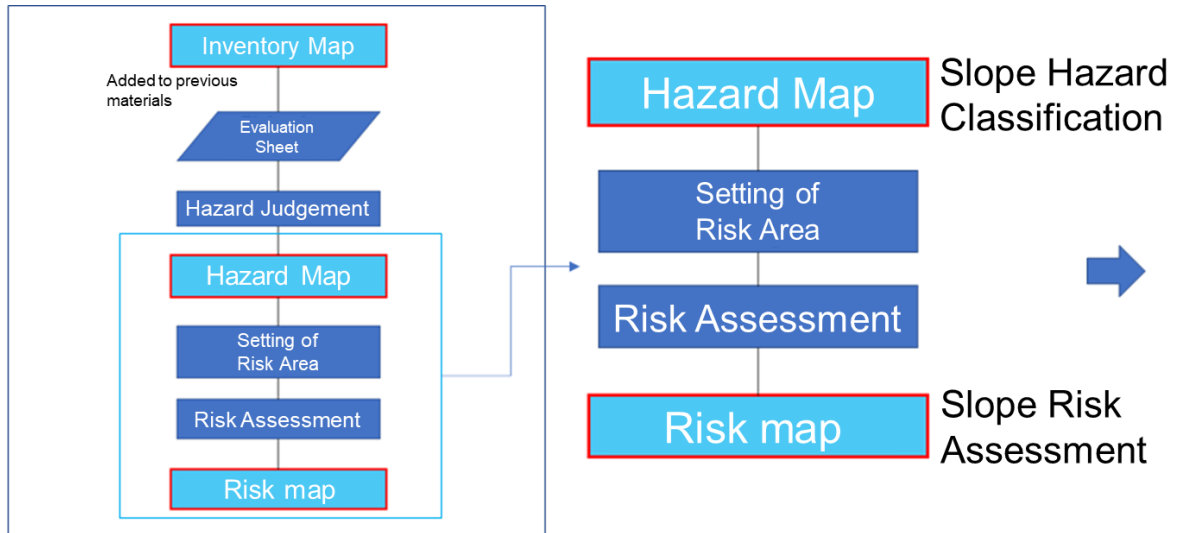 Inventory Map
Added to previous
materials
Evaluation
Sheet
Hazard Judgement
Hazard Map
Setting of
Risk Area
Risk Assessment
Risk map
Hazard Map
Slope Hazard
Classification
Setting of
Risk Area
Risk Assessment
Risk map
Slope Risk
Assessment